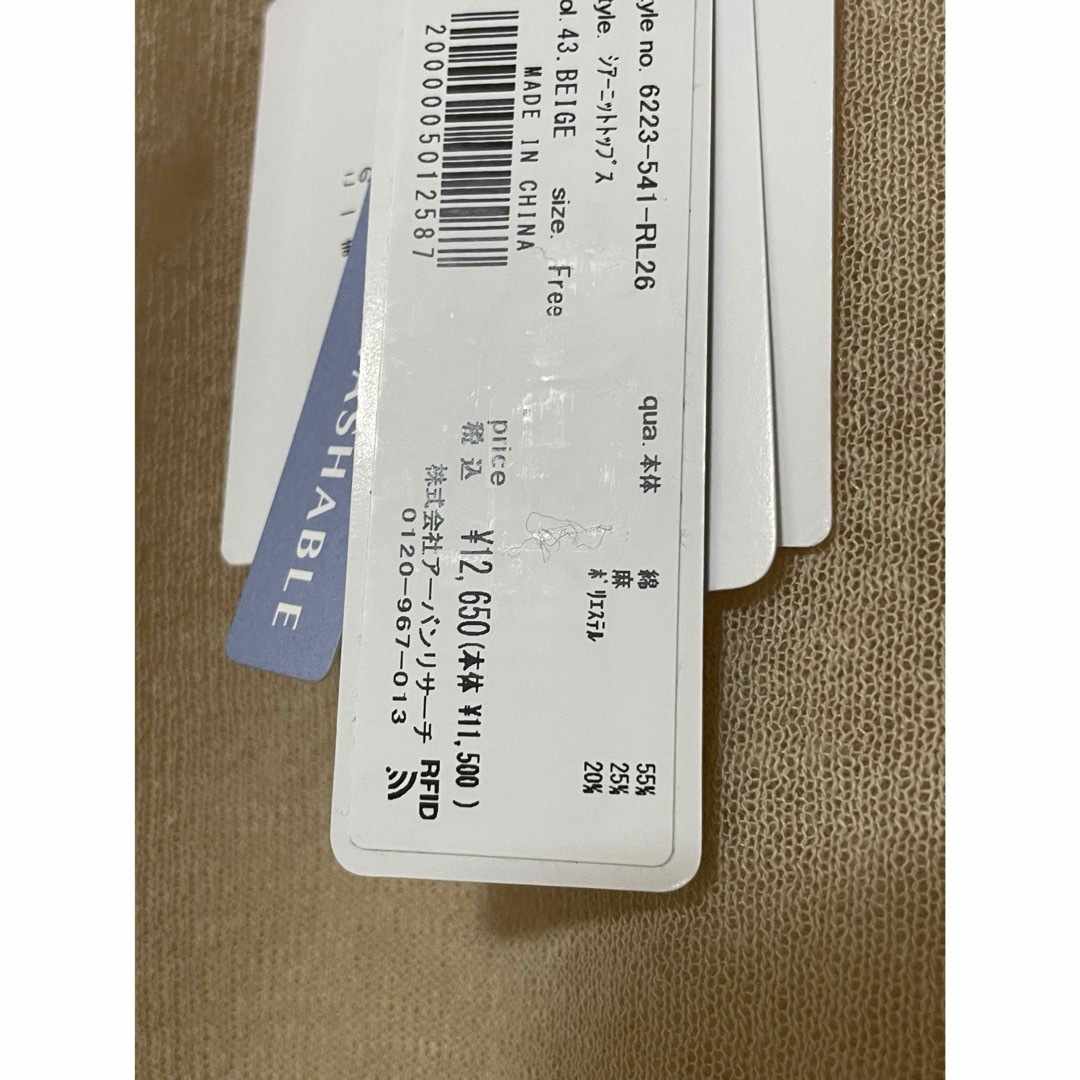 tyle no. 6223-541-RL26
tyle. シアーニットトップス
ol. 43. BEIGE size. Free
MADE IN CHINA
2000005012587
qua. 本体
綿 55%
麻 25%
ポリエステル 20%
price
税込 ¥12,650(本体 ¥11,500 )
株式会社アーバンリサーチ
0120-967-013
RFID
ASHABLE